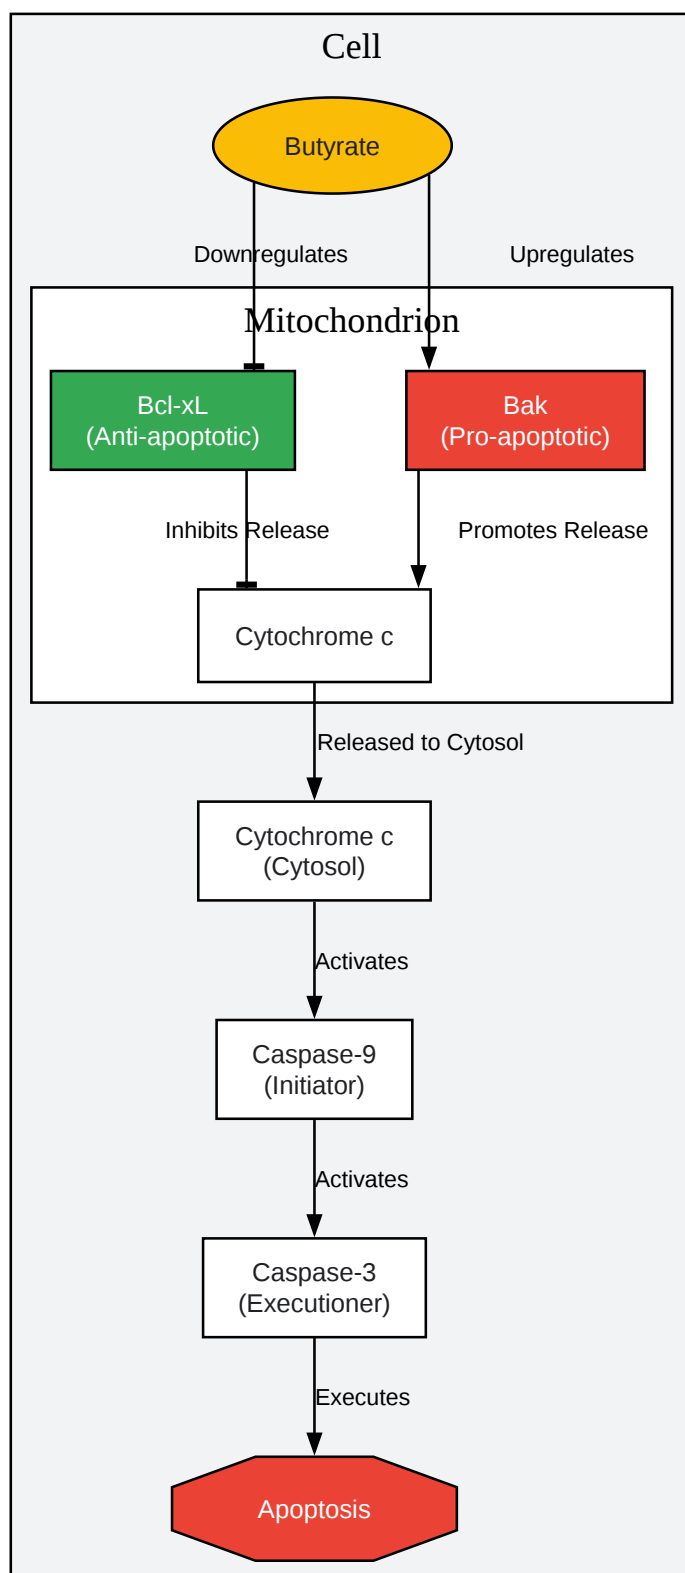 Cell
Butyrate
Downregulates
Upregulates
Mitochondrion
Bcl-xL
(Anti-apoptotic)
Bak
(Pro-apoptotic)
Inhibits Release
Promotes Release
Cytochrome c
Released to Cytosol
Cytochrome c
(Cytosol)
Activates
Caspase-9
(Initiator)
Activates
Caspase-3
(Executioner)
Executes
Apoptosis